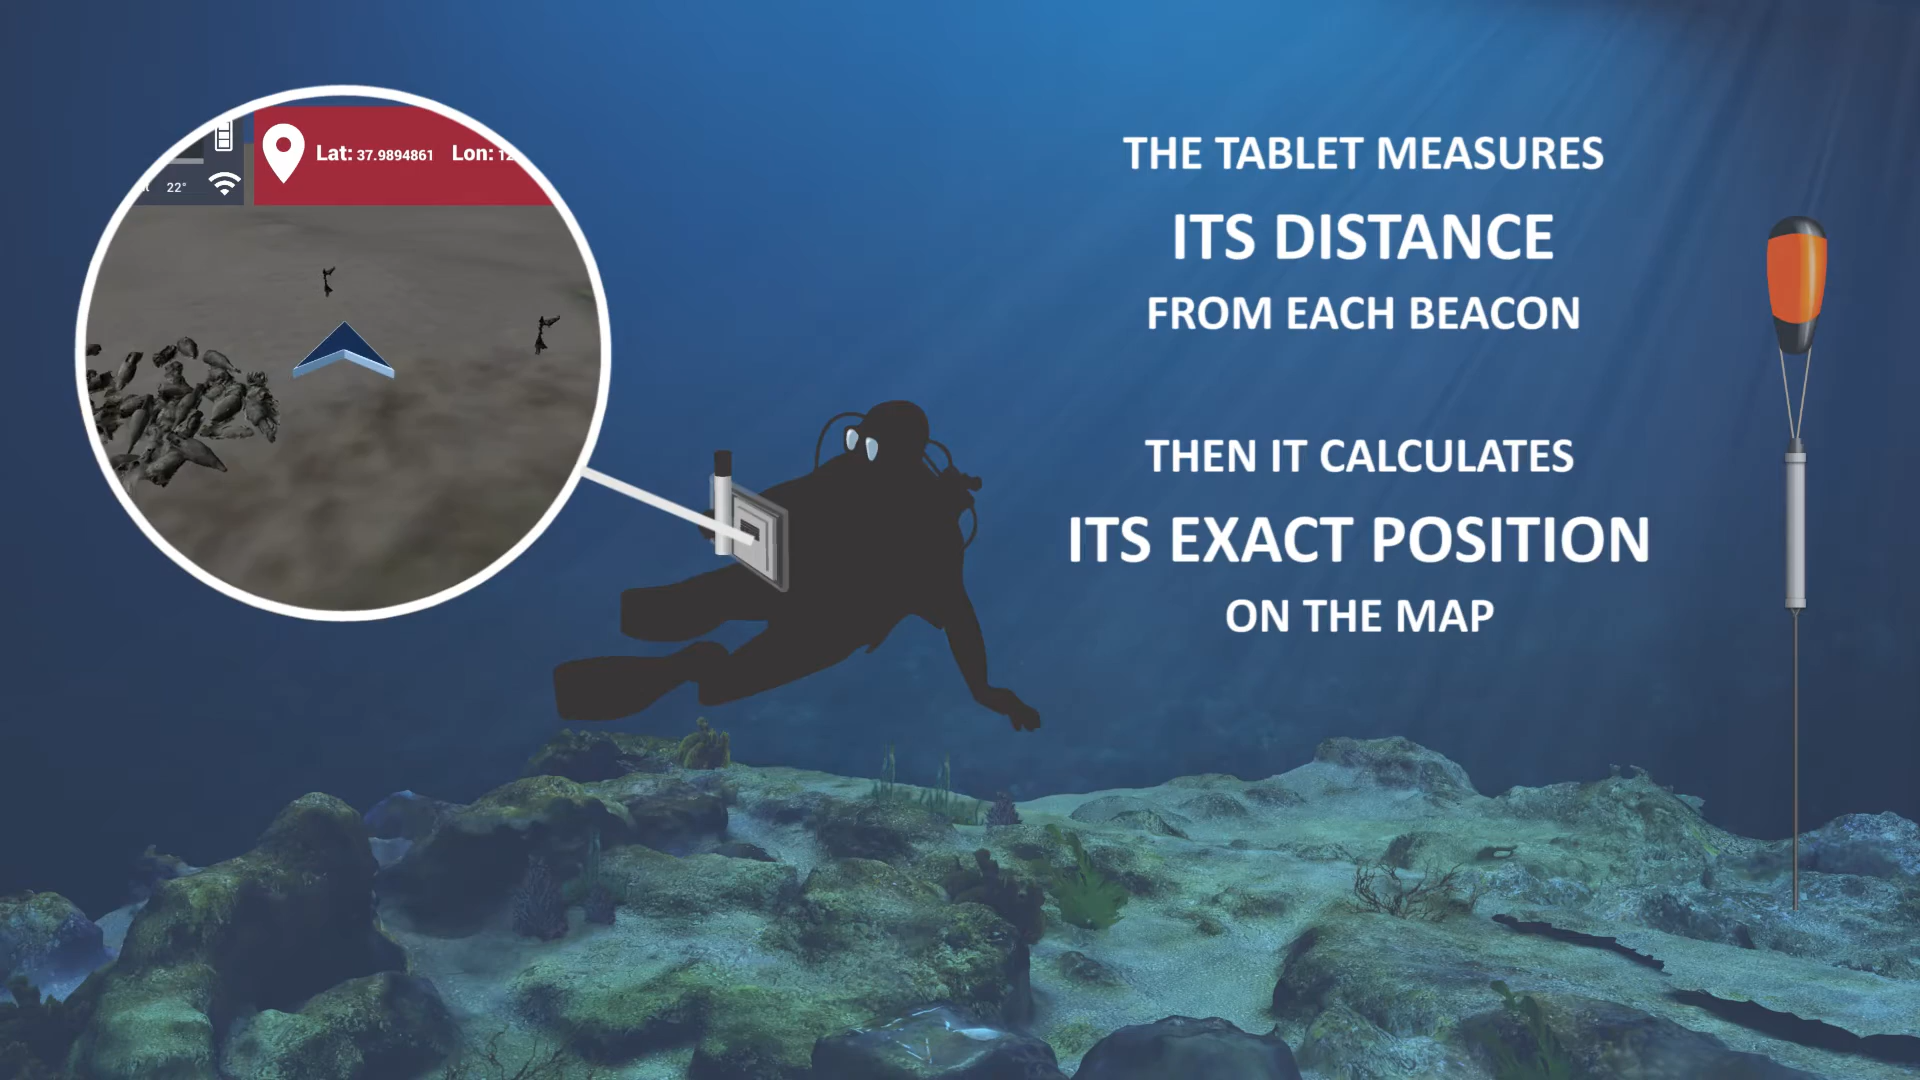 Lat: 37.9894861 Lon: 12
22°
THE TABLET MEASURES
ITS DISTANCE
FROM EACH BEACON
THEN IT CALCULATES
ITS EXACT POSITION
ON THE MAP